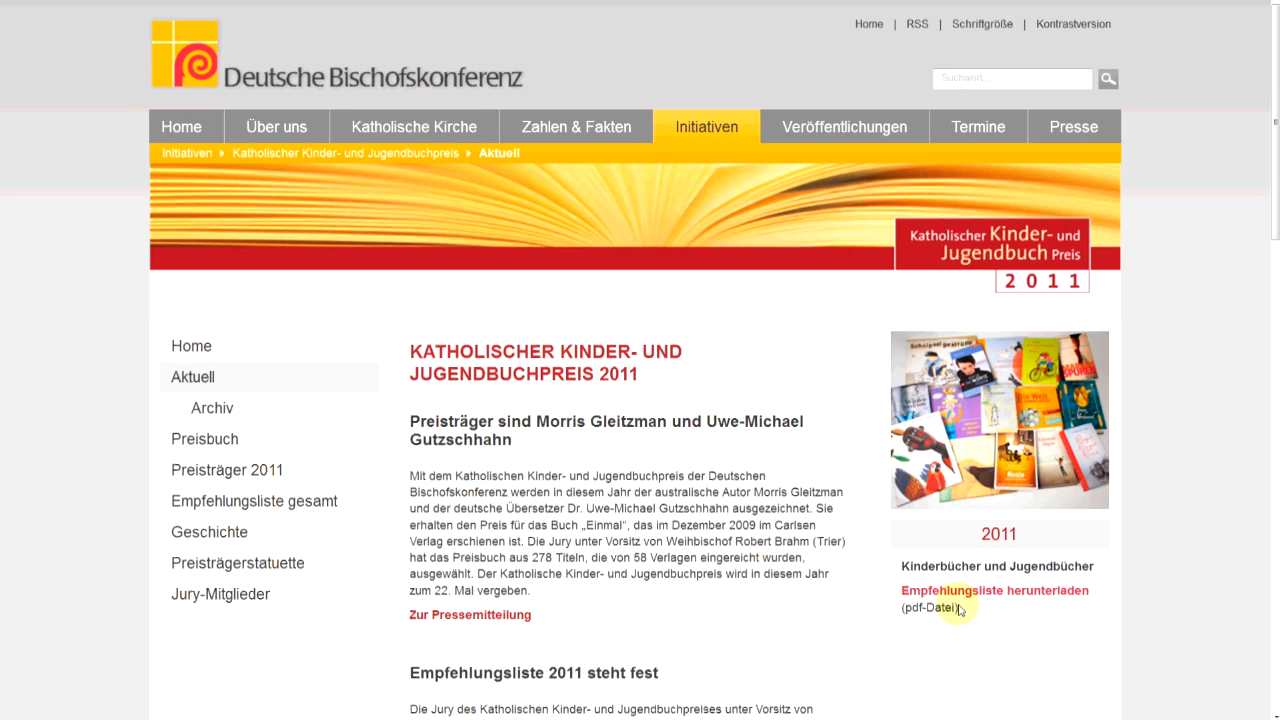 Home | RSS | Schriftgröße | Kontrastversion
Deutsche Bischofskonferenz
Suchwort...
Home Über uns Katholische Kirche Zahlen & Fakten Initiativen Veröffentlichungen Termine Presse
Initiativen Katholischer Kinder- und Jugendbuchpreis Aktuell
Katholischer Kinder- und
Jugendbuch Preis
2011
Home
Aktuell
Archiv
Preisbuch
Preisträger 2011
Empfehlungsliste gesamt
Geschichte
Preisträgerstatuette
Jury-Mitglieder
KATHOLISCHER KINDER- UND
JUGENDBUCHPREIS 2011
Preisträger sind Morris Gleitzman und Uwe-Michael
Gutzschhahn
Mit dem Katholischen Kinder- und Jugendbuchpreis der Deutschen
Bischofskonferenz werden in diesem Jahr der australische Autor Morris Gleitzman
und der deutsche Übersetzer Dr. Uwe-Michael Gutzschhahn ausgezeichnet. Sie
erhalten den Preis für das Buch „Einmal“, das im Dezember 2009 im Carlsen
Verlag erschienen ist. Die Jury unter Vorsitz von Weihbischof Robert Brahm (Trier)
hat das Preisbuch aus 278 Titeln, die von 58 Verlagen eingereicht wurden,
ausgewählt. Der Katholische Kinder- und Jugendbuchpreis wird in diesem Jahr
zum 22. Mal vergeben.
Zur Pressemitteilung
Empfehlungsliste 2011 steht fest
Die Jury des Katholischen Kinder- und Jugendbuchpreises unter Vorsitz von
2011
Kinderbücher und Jugendbücher
Empfehlungsliste herunterladen
(pdf-Datei)